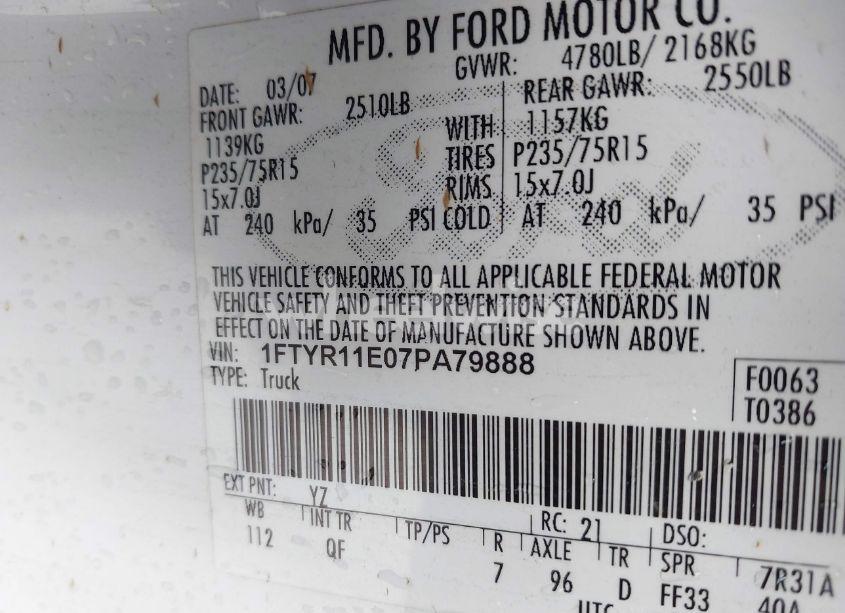 MFD. BY FORD MOTOR CO.
DATE: 03/07 GVWR: 4780LB/ 2168KG
FRONT GAWR: 2510LB REAR GAWR: 2550LB
1139KG WITH 1157KG
P235/75R15 TIRES P235/75R15
15x7.0J RIMS 15x7.0J
AT 240 kPa/ 35 PSI COLD AT 240 kPa/ 35 PSI
THIS VEHICLE CONFORMS TO ALL APPLICABLE FEDERAL MOTOR
VEHICLE SAFETY AND THEFT PREVENTION STANDARDS IN
EFFECT ON THE DATE OF MANUFACTURE SHOWN ABOVE.
VIN: 1FTYR11E07PA79888
TYPE: Truck
F0063
T0386
EXT PNT: YZ RC: 21 DSO:
WB INT TR TP/PS R AXLE TR SPR
112 QF 7 96 D FF33 7R31A
UTC 40A